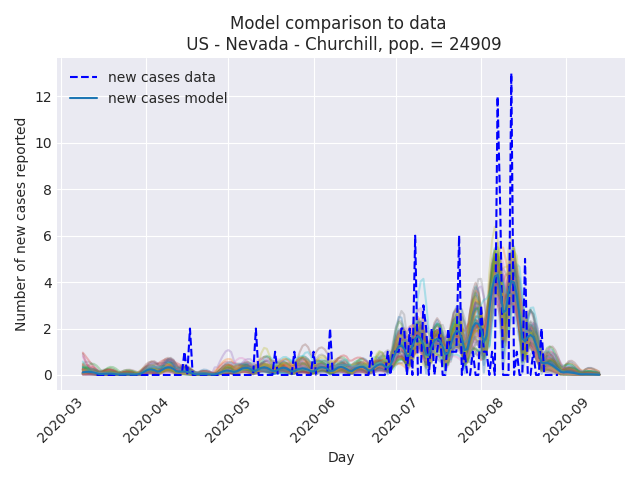 Model comparison to data
US - Nevada - Churchill, pop. = 24909
new cases data
new cases model
Number of new cases reported
12
10
8
6
4
2
0
2020-03
2020-04
2020-05
2020-06
2020-07
2020-08
2020-09
Day